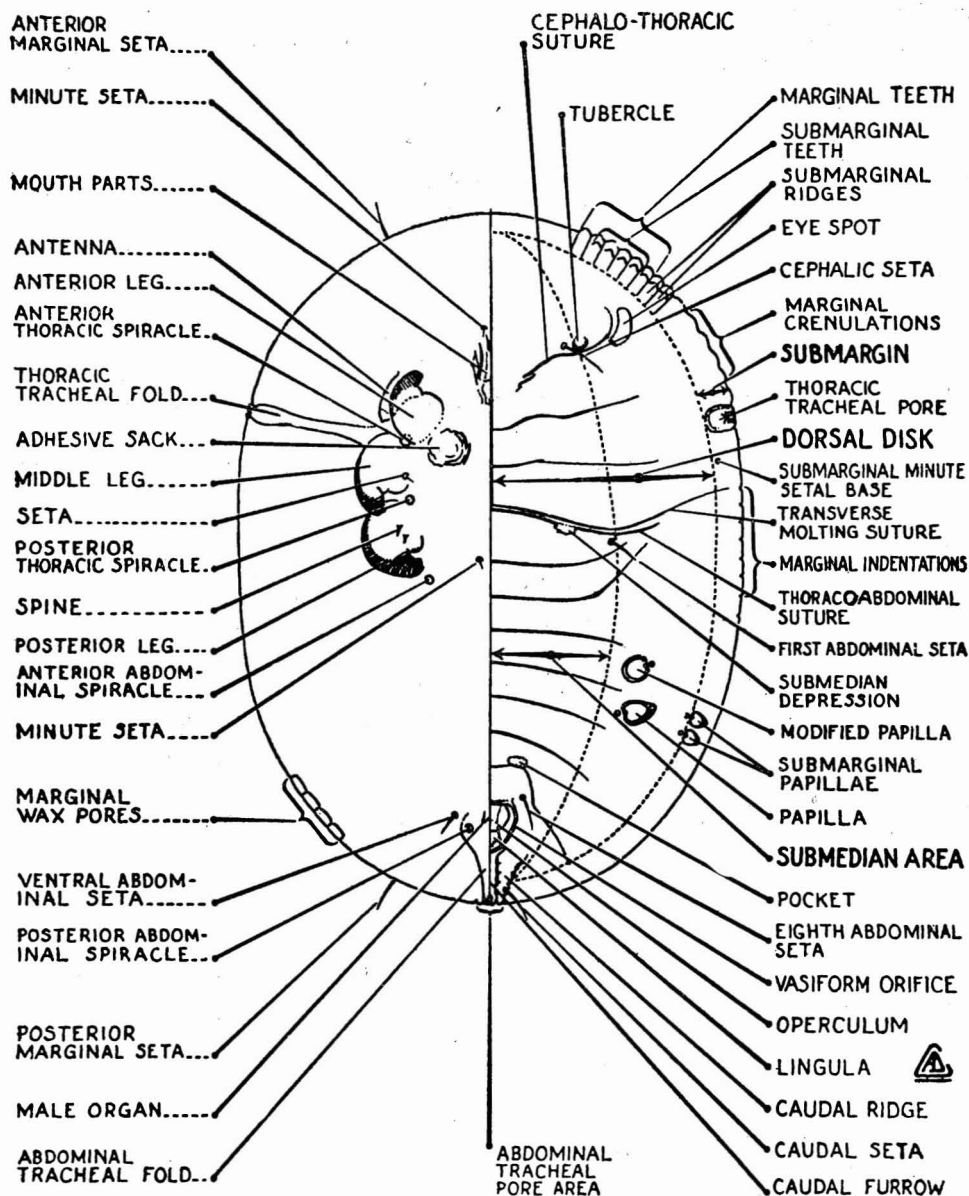 ANTERIOR
MARGINAL SETA
MINUTE SETA
MOUTH PARTS
ANTENNA
ANTERIOR LEG
ANTERIOR
THORACIC SPIRACLE
THORACIC
TRACHEAL FOLD
ADHESIVE SACK
MIDDLE LEG
SETA
POSTERIOR
THORACIC SPIRACLE
SPINE
POSTERIOR LEG
ANTERIOR ABDOM-
INAL SPIRACLE
MINUTE SETA
MARGINAL
WAX PORES
VENTRAL ABDOM-
INAL SETA
POSTERIOR ABDOM-
INAL SPIRACLE
POSTERIOR
MARGINAL SETA
MALE ORGAN
ABDOMINAL
TRACHEAL FOLD
CEPHALO-THORACIC
SUTURE
TUBERCLE
MARGINAL TEETH
SUBMARGINAL
TEETH
SUBMARGINAL
RIDGES
EYE SPOT
CEPHALIC SETA
MARGINAL
CRENULATIONS
SUBMARGIN
THORACIC
TRACHEAL PORE
DORSAL DISK
SUBMARGINAL MINUTE
SETAL BASE
TRANSVERSE
MOLTING SUTURE
MARGINAL INDENTATIONS
THORACOABDOMINAL
SUTURE
FIRST ABDOMINAL SETA
SUBMEDIAN
DEPRESSION
MODIFIED PAPILLA
SUBMARGINAL
PAPILLAE
PAPILLA
SUBMEDIAN AREA
POCKET
EIGHTH ABDOMINAL
SETA
VASIFORM ORIFICE
OPERCULUM
LINGULA
CAUDAL RIDGE
CAUDAL SETA
CAUDAL FURROW
ABDOMINAL
TRACHEAL
PORE AREA